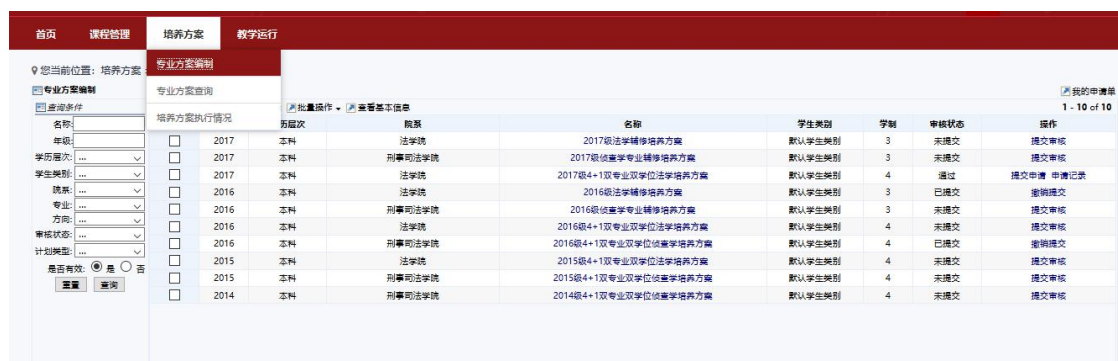 首页 课程管理 培养方案 教学运行
您当前位置：培养方案
专业方案编制
专业方案查询
培养方案执行情况
专业方案编制 我的申请单
查询条件 批量操作 查看基本信息 1 - 10 of 10
名称:
年级:
学历层次: ...
学生类别: ...
院系: ...
专业: ...
方向: ...
审核状态: ...
计划类型: ...
是否有效: 是 否
重置 查询
历层次 院系 名称 学生类别 学制 审核状态 操作
2017 本科 法学院 2017级法学辅修培养方案 默认学生类别 3 未提交 提交审核
2017 本科 刑事司法学院 2017级侦查学专业辅修培养方案 默认学生类别 3 未提交 提交审核
2017 本科 法学院 2017级4+1双专业双学位法学培养方案 默认学生类别 4 通过 提交申请 申请记录
2016 本科 法学院 2016级法学辅修培养方案 默认学生类别 3 已提交 撤销提交
2016 本科 刑事司法学院 2016级侦查学专业辅修培养方案 默认学生类别 3 未提交 提交审核
2016 本科 法学院 2016级4+1双专业双学位法学培养方案 默认学生类别 4 未提交 提交审核
2016 本科 刑事司法学院 2016级4+1双专业双学位侦查学培养方案 默认学生类别 4 已提交 撤销提交
2015 本科 法学院 2015级4+1双专业双学位法学培养方案 默认学生类别 4 未提交 提交审核
2015 本科 刑事司法学院 2015级4+1双专业双学位侦查学培养方案 默认学生类别 4 未提交 提交审核
2014 本科 刑事司法学院 2014级4+1双专业双学位侦查学培养方案 默认学生类别 4 未提交 提交审核